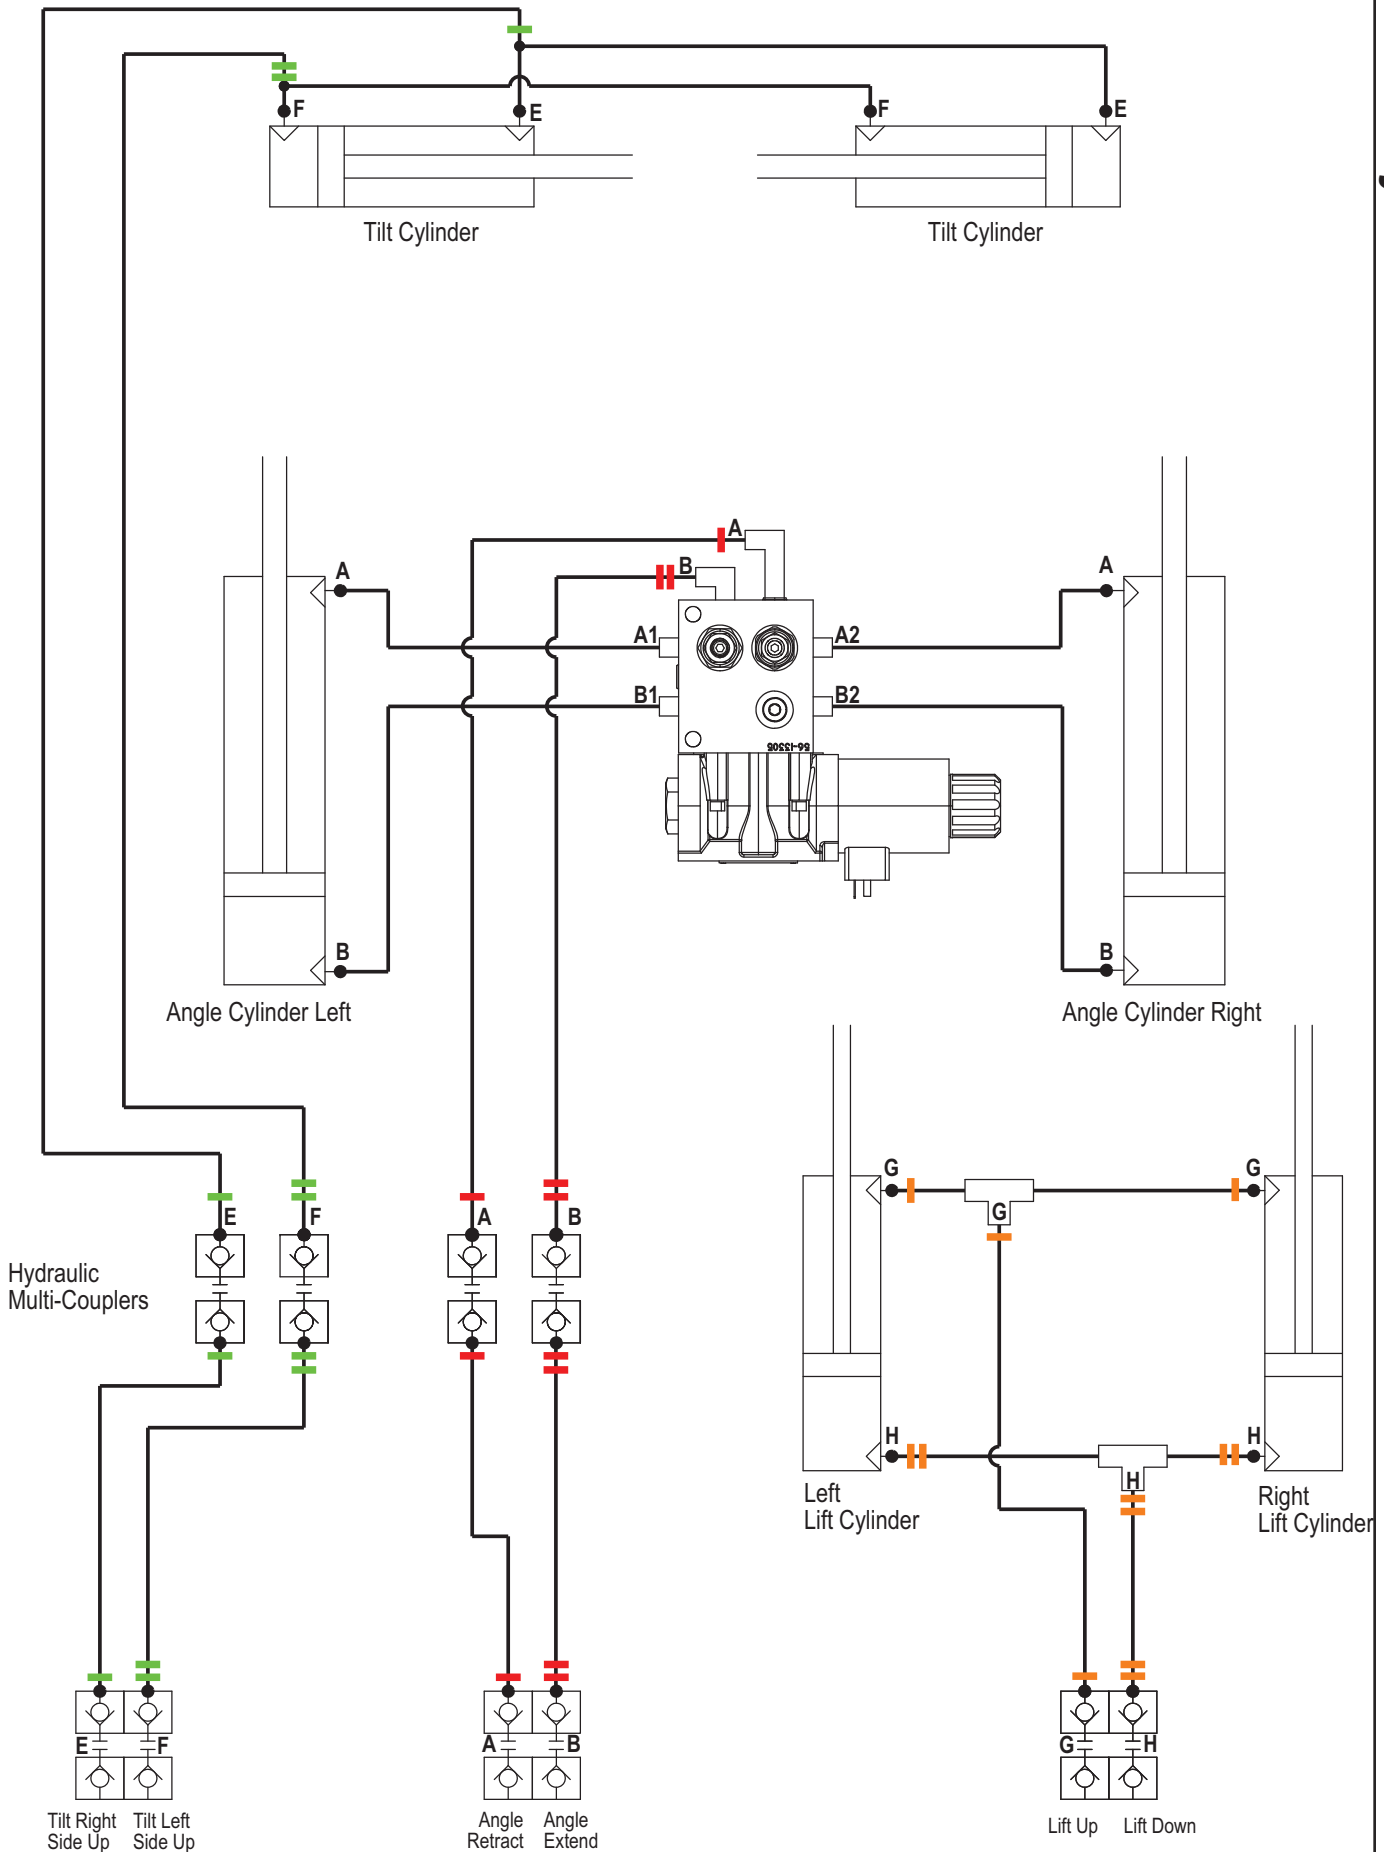 F
E
F
E
Tilt Cylinder
Tilt Cylinder
A
B
A
A
A1
A2
B1
B2
56-13305
B
B
Angle Cylinder Left
Angle Cylinder Right
G
G
G
E
F
A
B
Hydraulic
Multi-Couplers
H
H
H
Left
Lift Cylinder
Right
Lift Cylinder
E
F
A
B
G
H
Tilt Right
Side Up
Tilt Left
Side Up
Angle
Retract
Angle
Extend
Lift Up
Lift Down